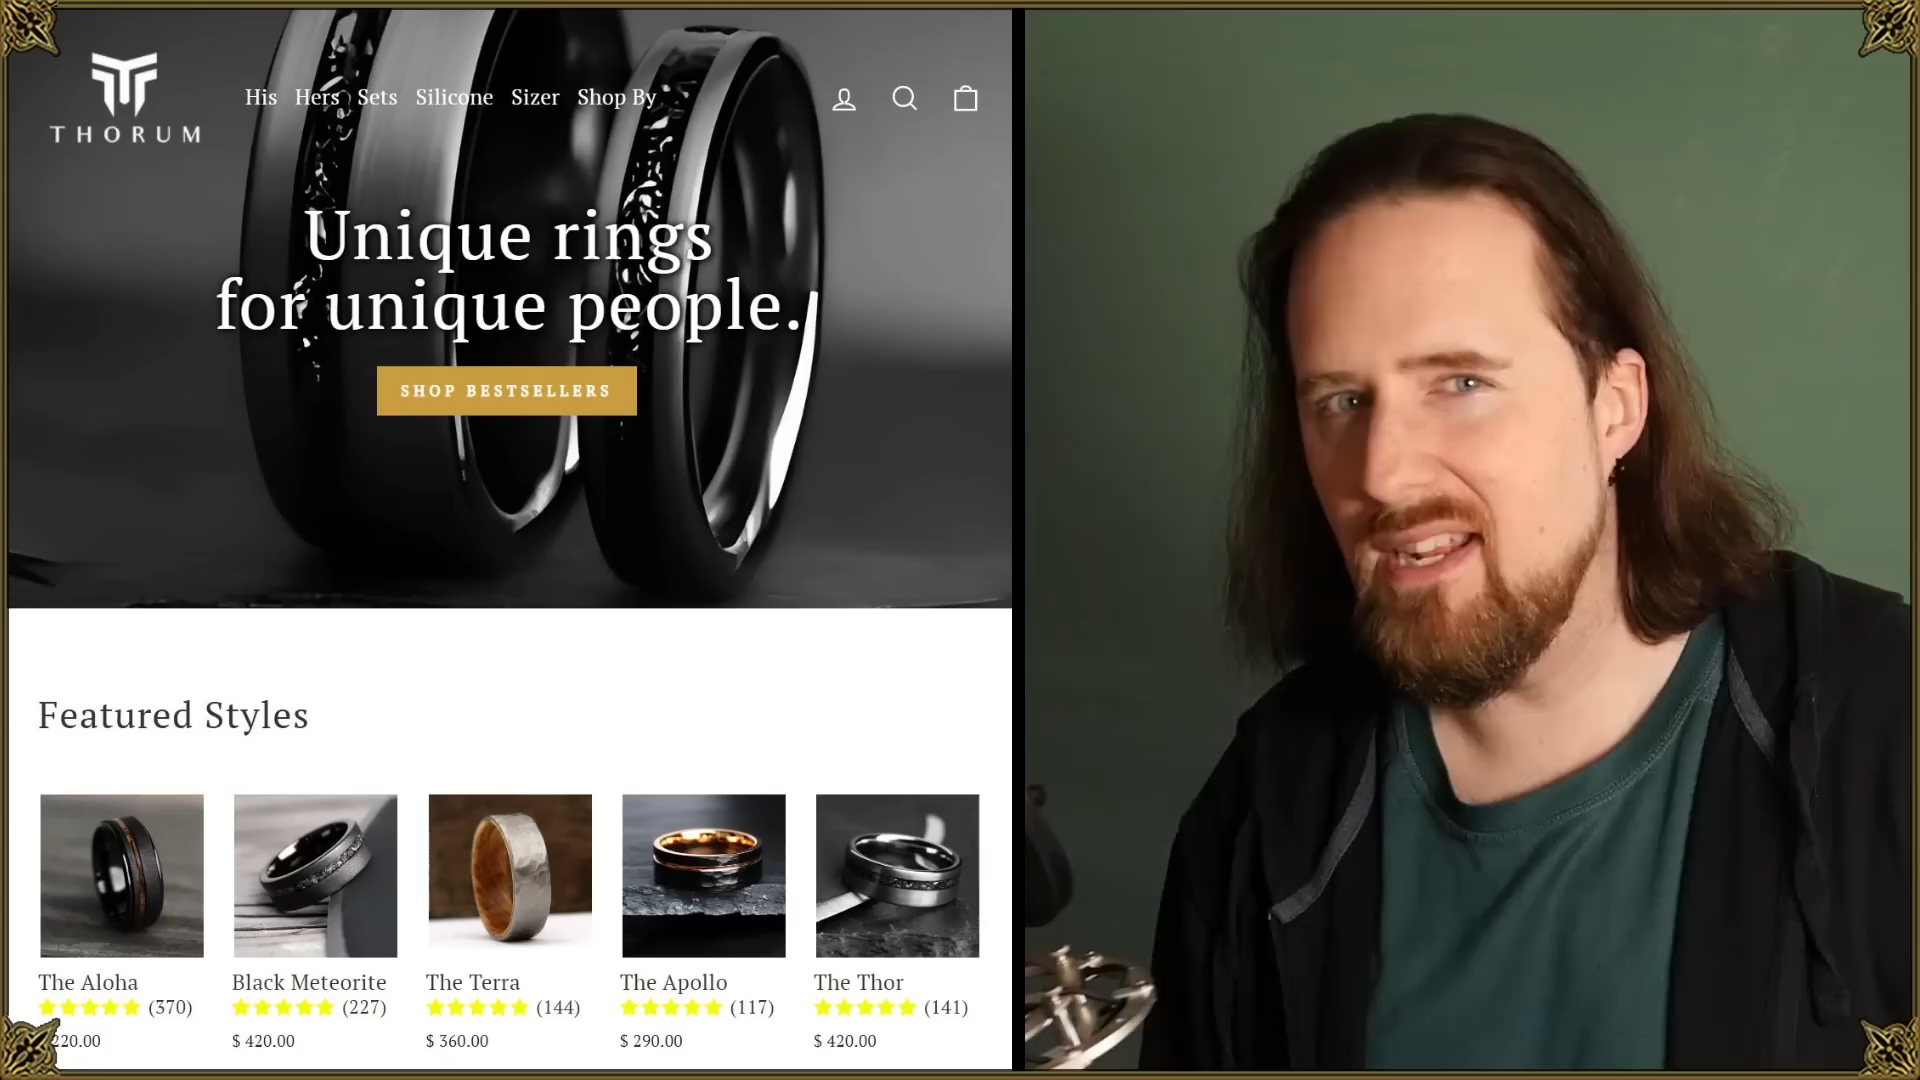 THORUM
His Hers Sets Silicone Sizer Shop By
Unique rings
for unique people.
SHOP BESTSELLERS
Featured Styles
The Aloha Black Meteorite The Terra The Apollo The Thor
(370) (227) (144) (117) (141)
220.00 $ 420.00 $ 360.00 $ 290.00 $ 420.00